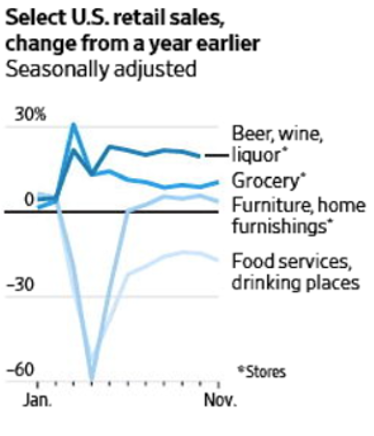 Select U.S. retail sales,
change from a year earlier
Seasonally adjusted
30%
0
−30
−60
Beer, wine,
liquor*
Grocery*
Furniture, home
furnishings*
Food services,
drinking places
*Stores
Jan.
Nov.